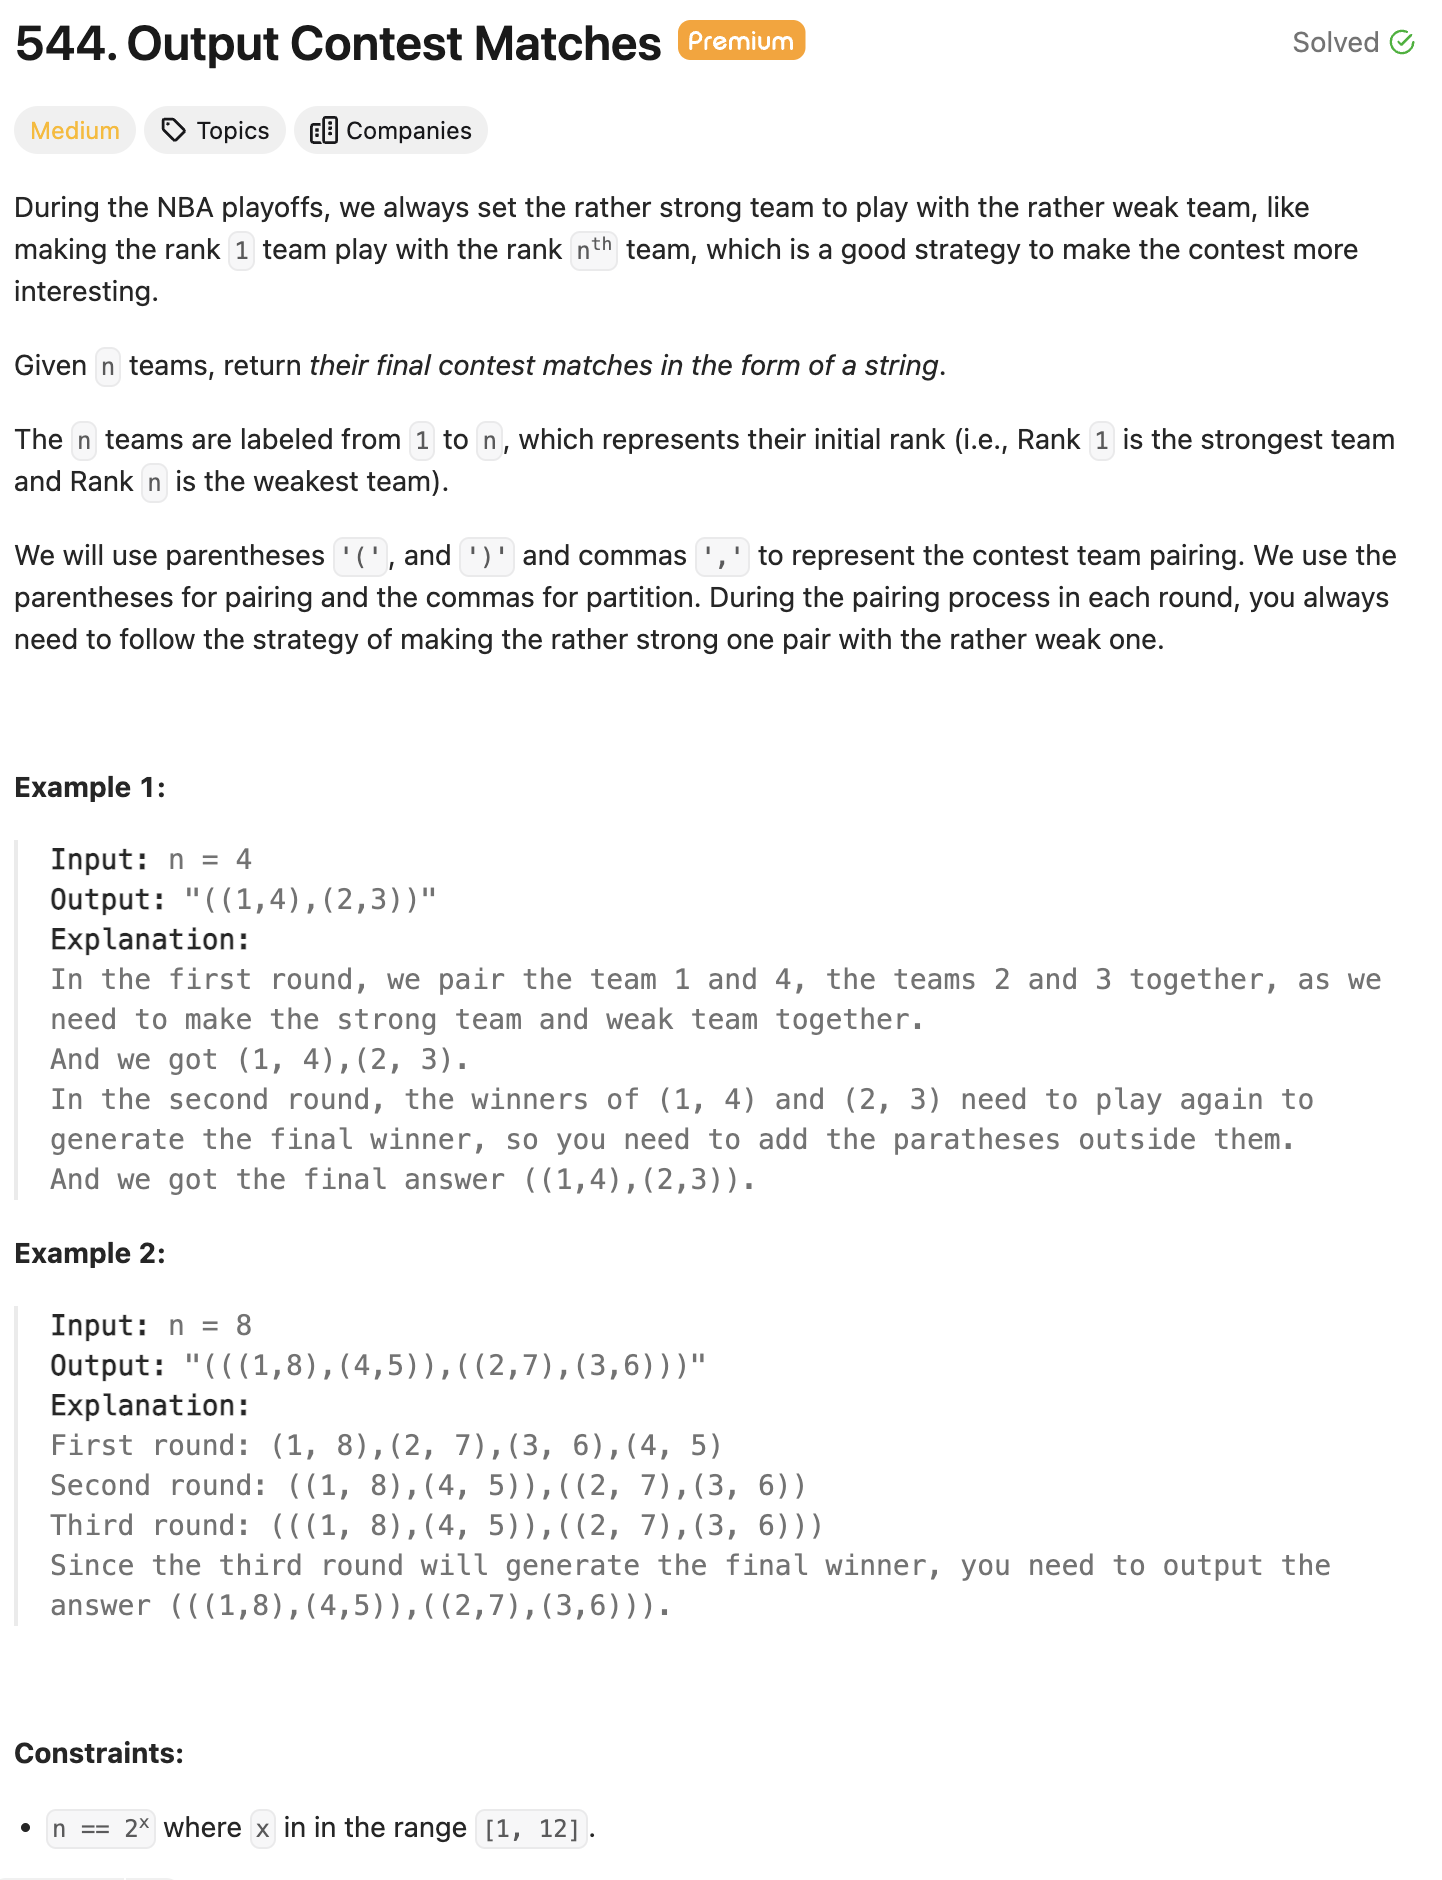 544. Output Contest Matches Premium Solved
Medium Topics Companies
During the NBA playoffs, we always set the rather strong team to play with the rather weak team, like
making the rank 1 team play with the rank nᵗʰ team, which is a good strategy to make the contest more
interesting.
Given n teams, return their final contest matches in the form of a string.
The n teams are labeled from 1 to n, which represents their initial rank (i.e., Rank 1 is the strongest team
and Rank n is the weakest team).
We will use parentheses '(', and ')' and commas ',' to represent the contest team pairing. We use the
parentheses for pairing and the commas for partition. During the pairing process in each round, you always
need to follow the strategy of making the rather strong one pair with the rather weak one.
Example 1:
Input: n = 4
Output: "((1,4),(2,3))"
Explanation:
In the first round, we pair the team 1 and 4, the teams 2 and 3 together, as we
need to make the strong team and weak team together.
And we got (1, 4),(2, 3).
In the second round, the winners of (1, 4) and (2, 3) need to play again to
generate the final winner, so you need to add the paratheses outside them.
And we got the final answer ((1,4),(2,3)).
Example 2:
Input: n = 8
Output: "(((1,8),(4,5)),((2,7),(3,6)))"
Explanation:
First round: (1, 8),(2, 7),(3, 6),(4, 5)
Second round: ((1, 8),(4, 5)),((2, 7),(3, 6))
Third round: (((1, 8),(4, 5)),((2, 7),(3, 6)))
Since the third round will generate the final winner, you need to output the
answer (((1,8),(4,5)),((2,7),(3,6))).
Constraints:
• n == 2ˣ where x in in the range [1, 12].